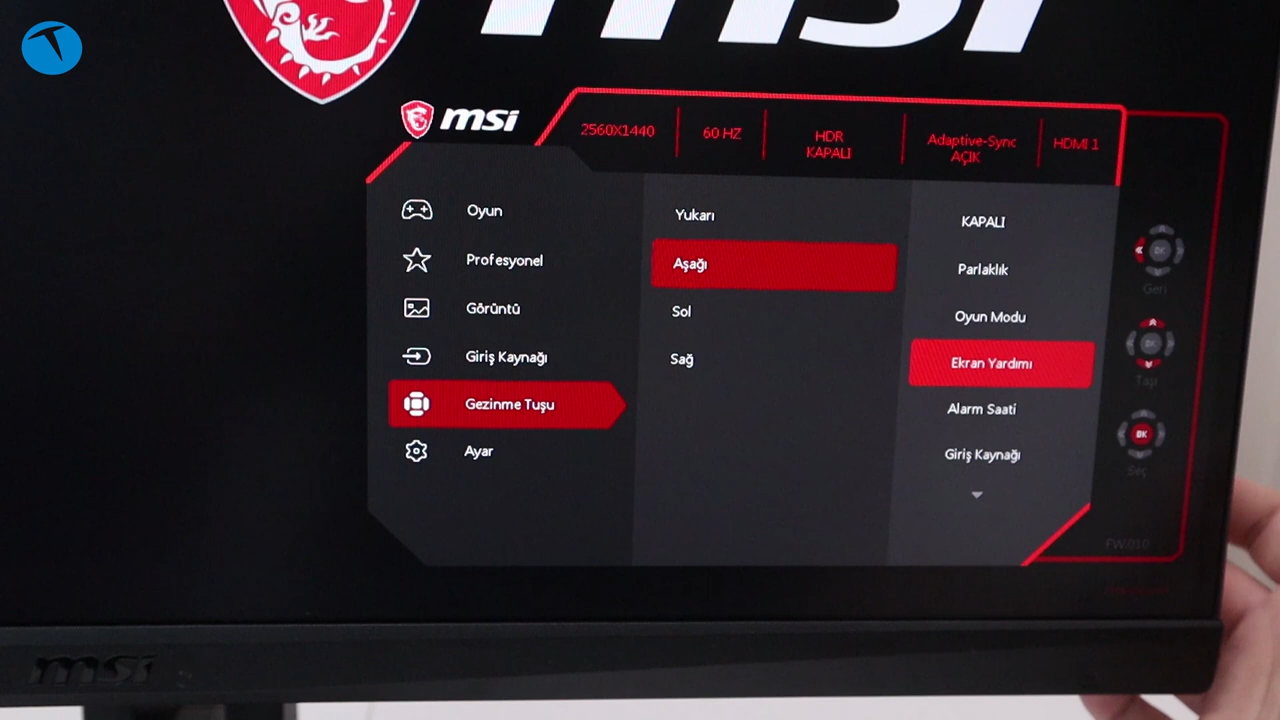 msi
msi
2560X1440
60 HZ
HDR
KAPALI
Adaptive-Sync
AÇIK
HDMI 1
Oyun
Profesyonel
Görüntü
Giriş Kaynağı
Gezinme Tuşu
Ayar
Yukarı
Aşağı
Sol
Sağ
KAPALI
Parlaklık
Oyun Modu
Ekran Yardımı
Alarm Saati
Giriş Kaynağı
OK
Geri
OK
Taşı
OK
Seç
FW.010
msi